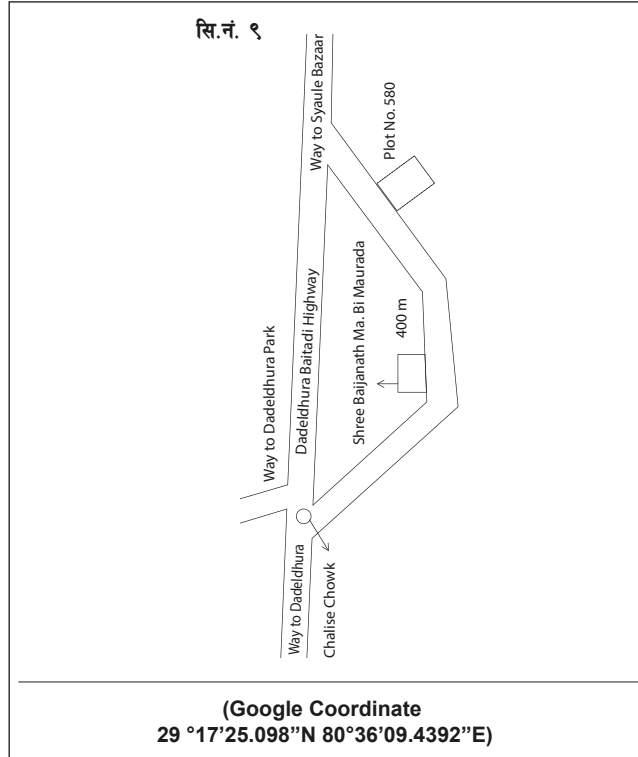 सि.नं. ९
Way to Syaule Bazaar
Plot No. 580
Way to Dadeldhura Park
Dadeldhura Baitadi Highway
Shree Baijanath Ma. Bi Maurada
400 m
Way to Dadeldhura
Chalise Chowk
(Google Coordinate
29 °17’25.098”N 80°36’09.4392”E)